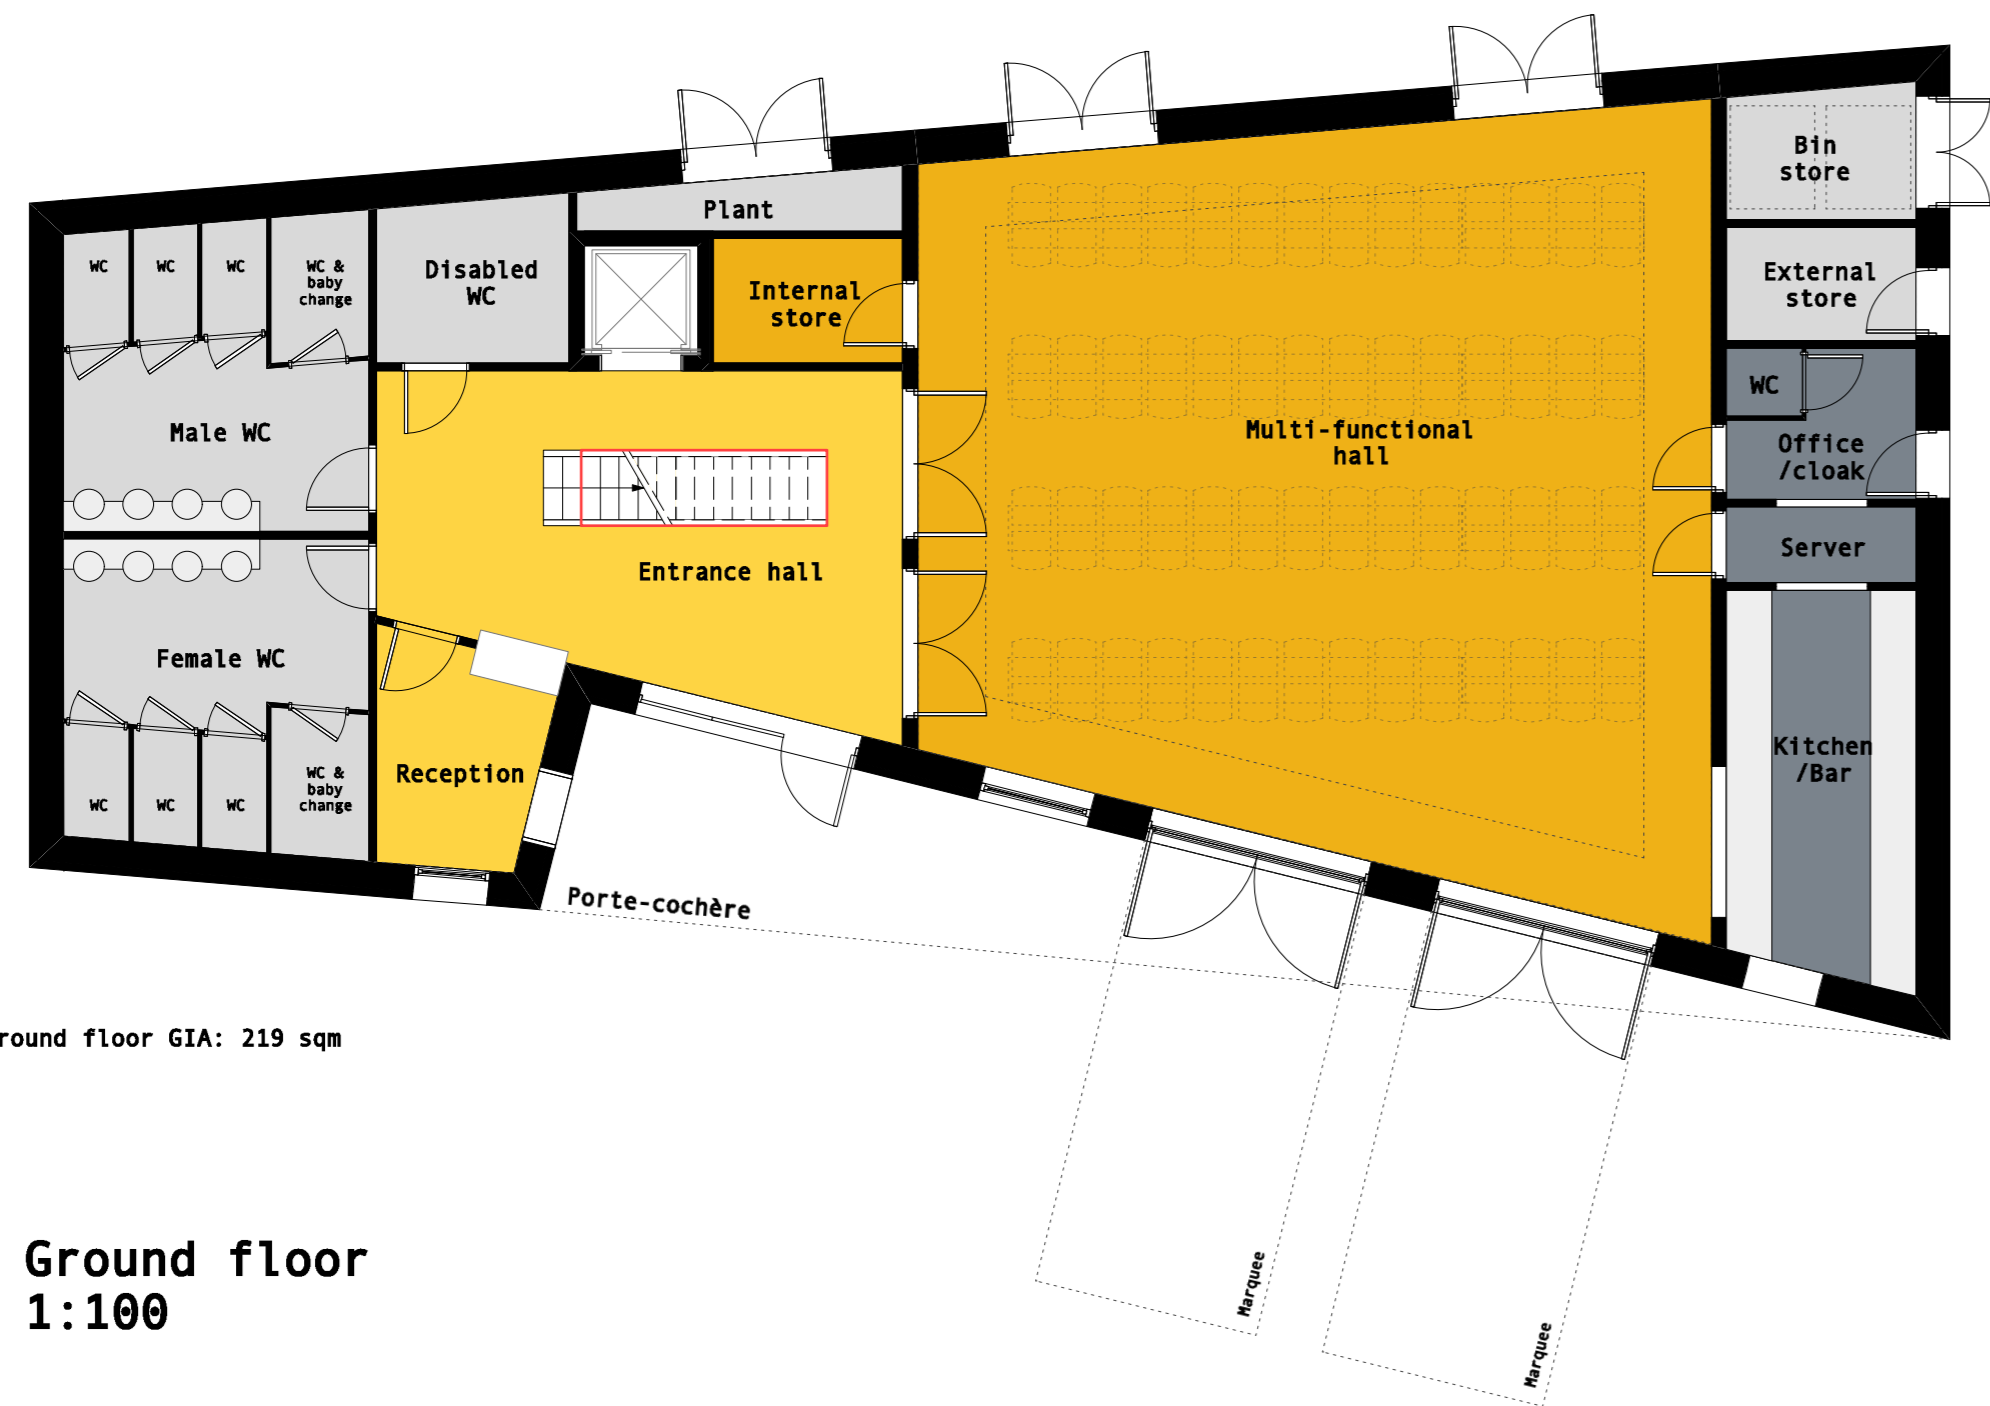 Bin
store
Plant
WC
WC
WC
WC &
baby
change
Disabled
WC
Internal
store
External
store
WC
Male WC
Multi-functional
hall
Office
/cloak
Server
Entrance hall
Female WC
Kitchen
/Bar
Reception
WC
WC
WC
WC &
baby
change
Porte-cochère
round floor GIA: 219 sqm
Marquee
Marquee
Ground floor
1:100